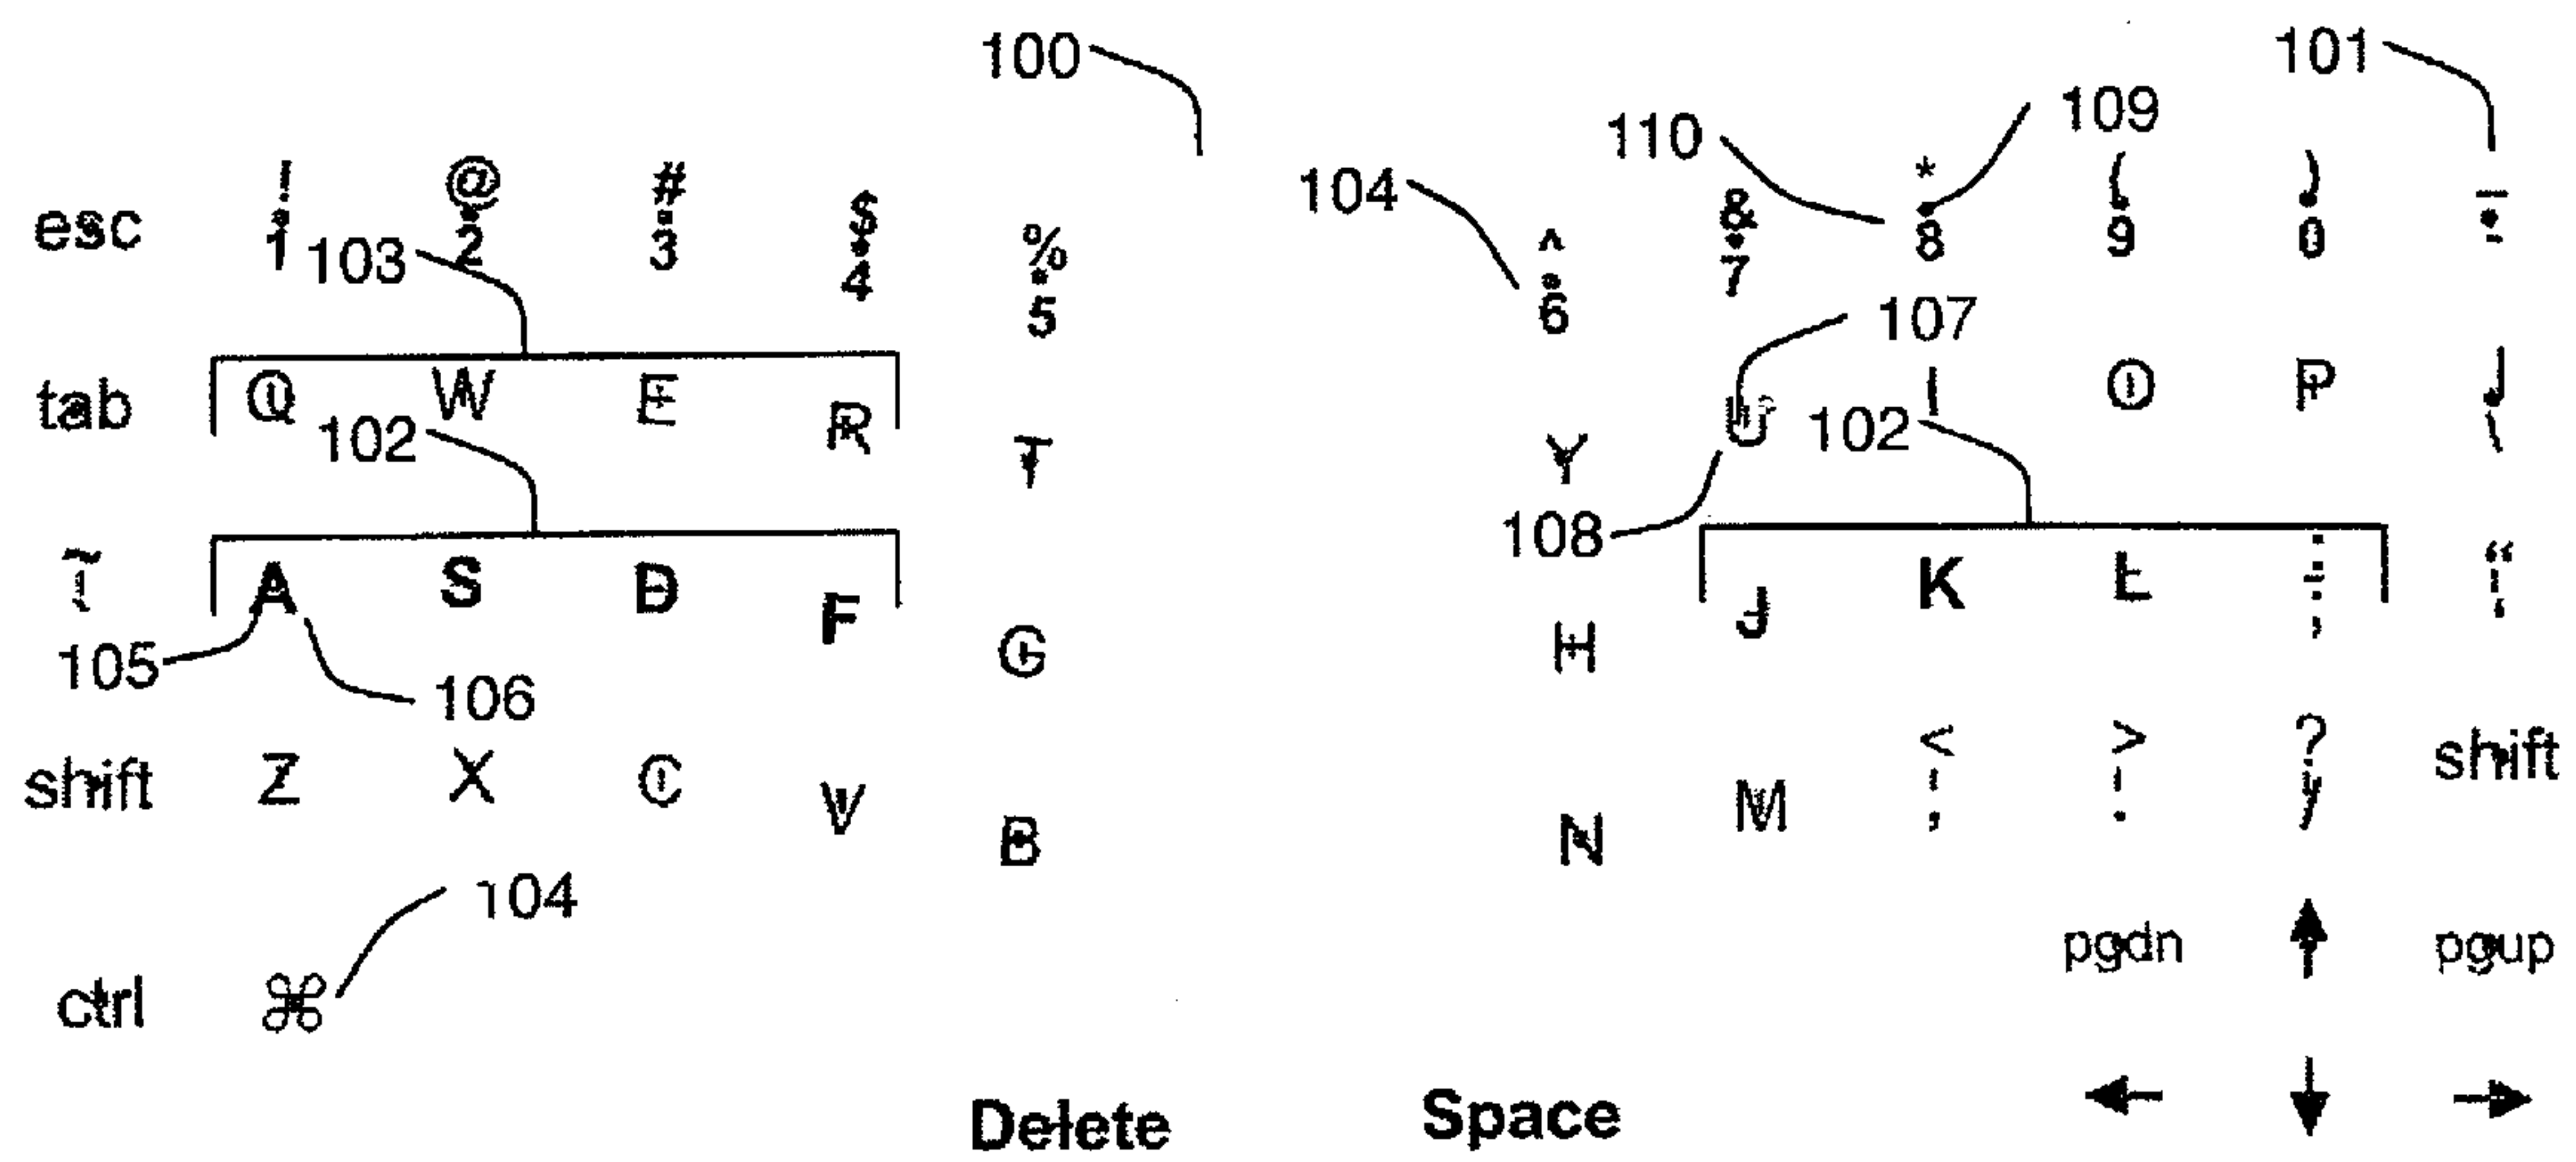 100 101
110 109
104
esc ! 1 @ 2 # 3 $ 4 % 5 ^ 6 & 7 * 8 ( 9 ) 0
103
107
tab Q W E R T Y U I O P
102 102
108
A S D F G H J K L : ;
105
106
shift Z X C V B N M < , > . ? / shift
104
pgdn ↑ pgup
ctrl ⌘
Delete Space ← ↓ →